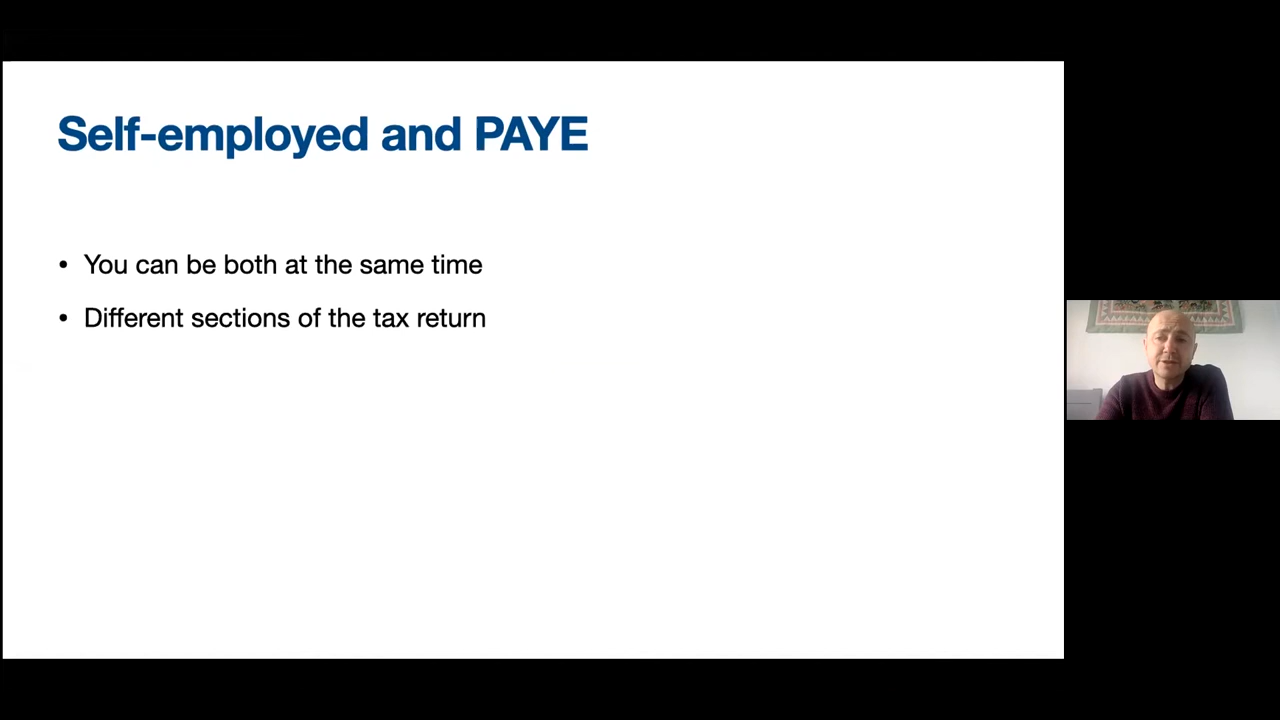 Self-employed and PAYE
• You can be both at the same time
• Different sections of the tax return